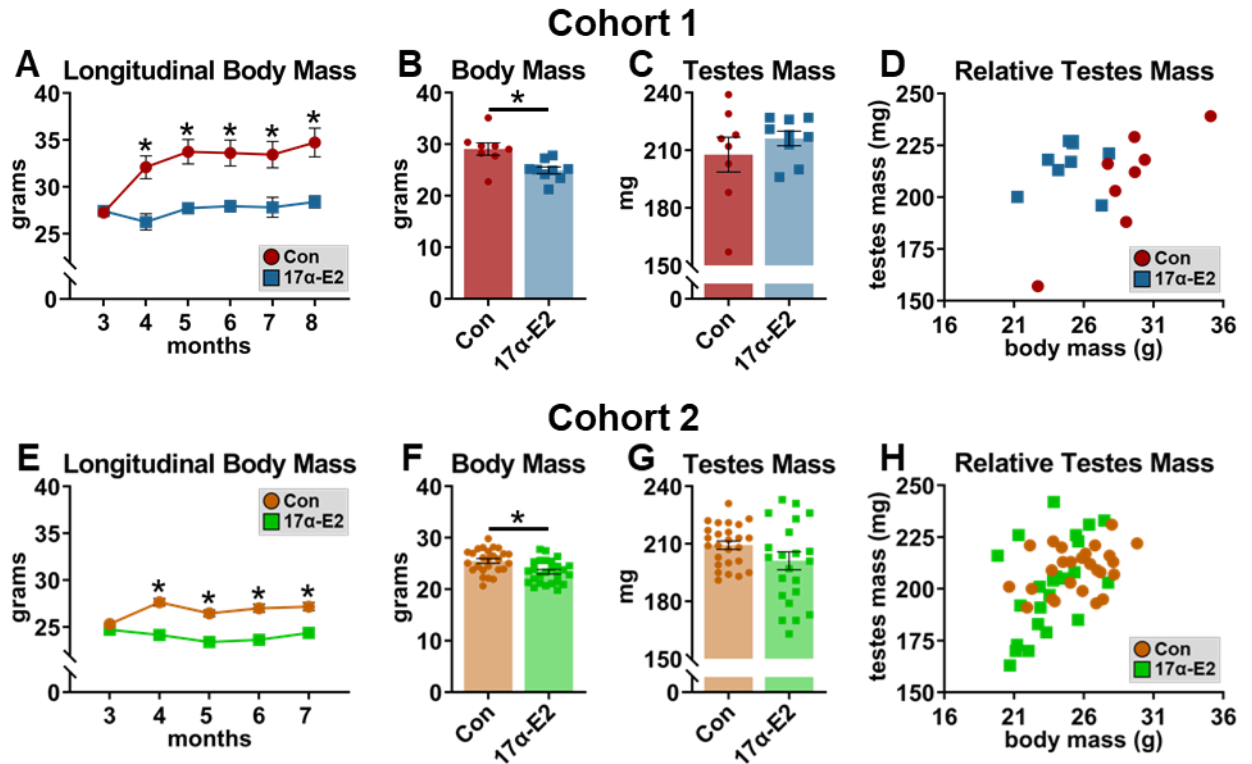 Cohort 1
A Longitudinal Body Mass
40
35
30
25
0
grams
*
*
*
*
*
Con
17α-E2
3 4 5 6 7 8
months
B Body Mass
40
30
20
10
0
grams
*
Con
17α-E2
C Testes Mass
240
210
180
150
0
mg
Con
17α-E2
D Relative Testes Mass
250
225
200
175
150
testes mass (mg)
Con
17α-E2
16 21 26 31 36
body mass (g)
Cohort 2
E Longitudinal Body Mass
40
35
30
25
0
grams
Con
17α-E2
*
*
*
*
3 4 5 6 7
months
F Body Mass
40
30
20
10
0
grams
*
Con
17α-E2
G Testes Mass
240
210
180
150
0
mg
Con
17α-E2
H Relative Testes Mass
250
225
200
175
150
testes mass (mg)
Con
17α-E2
16 21 26 31 36
body mass (g)